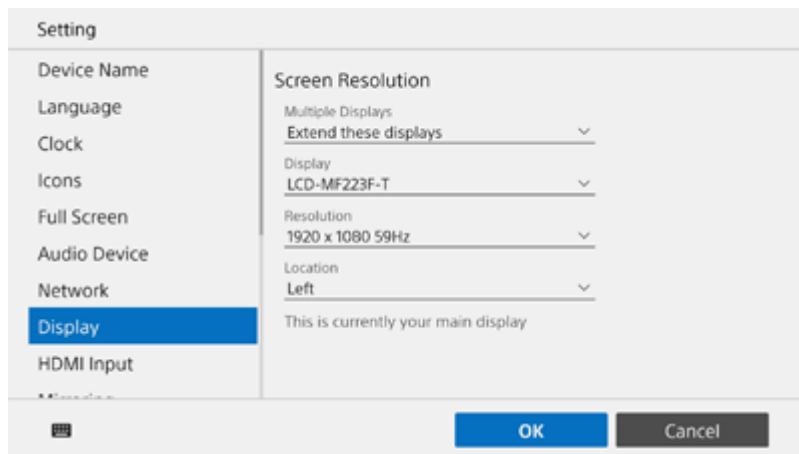 Setting
Device Name
Language
Clock
Icons
Full Screen
Audio Device
Network
Display
HDMI Input
Screen Resolution
Multiple Displays
Extend these displays
Display
LCD-MF223F-T
Resolution
1920 x 1080 59Hz
Location
Left
This is currently your main display
OK
Cancel